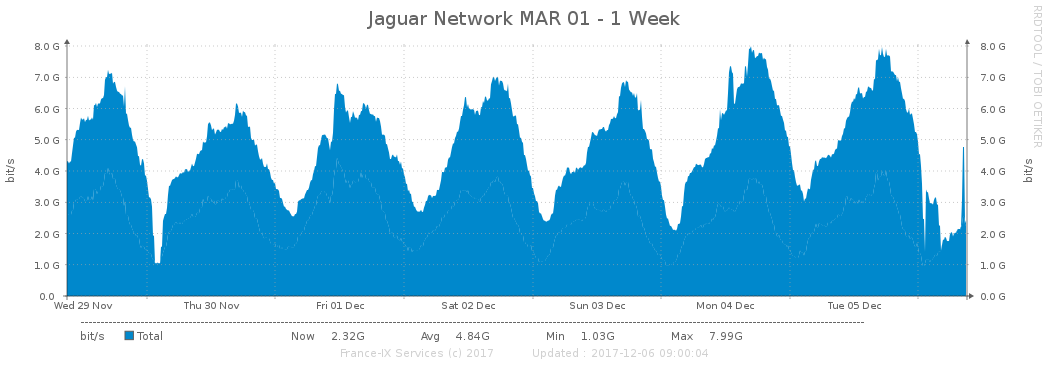 Jaguar Network MAR 01 - 1 Week
RRDTOOL / TOBI OETIKER
bit/s
8.0 G 8.0 G
7.0 G 7.0 G
6.0 G 6.0 G
5.0 G 5.0 G
4.0 G 4.0 G
3.0 G 3.0 G
2.0 G 2.0 G
1.0 G 1.0 G
0.0 0.0 G
bit/s
Wed 29 Nov Thu 30 Nov Fri 01 Dec Sat 02 Dec Sun 03 Dec Mon 04 Dec Tue 05 Dec
bit/s Total Now 2.32G Avg 4.84G Min 1.03G Max 7.99G
France-IX Services (c) 2017 Updated : 2017-12-06 09:00:04